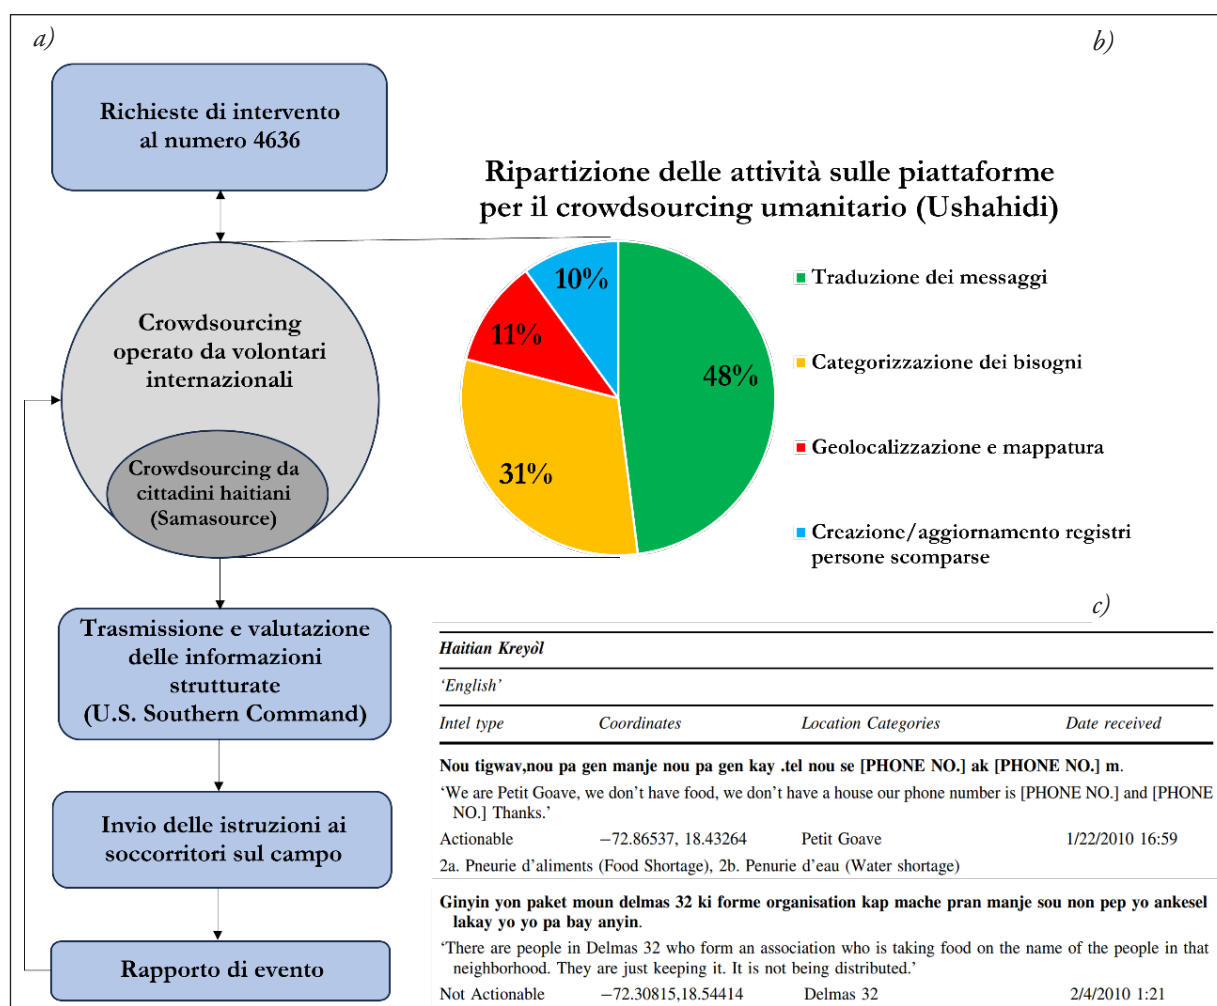 a)
Richieste di intervento
al numero 4636
Crowdsourcing
operato da volontari
internazionali
Crowdsourcing da
cittadini haitiani
(Samasource)
Trasmissione e valutazione
delle informazioni
strutturate
(U.S. Southern Command)
Invio delle istruzioni ai
soccorritori sul campo
Rapporto di evento
b)
Ripartizione delle attività sulle piattaforme
per il crowdsourcing umanitario (Ushahidi)
10%
11%
48%
31%
Traduzione dei messaggi
Categorizzazione dei bisogni
Geolocalizzazione e mappatura
Creazione/aggiornamento registri
persone scomparse
c)
Haitian Kreyòl
‘English’
Intel type Coordinates Location Categories Date received
Nou tigwav,nou pa gen manje nou pa gen kay .tel nou se [PHONE NO.] ak [PHONE NO.] m.
‘We are Petit Goave, we don’t have food, we don’t have a house our phone number is [PHONE NO.] and [PHONE
NO.] Thanks.’
Actionable −72.86537, 18.43264 Petit Goave 1/22/2010 16:59
2a. Pneurie d’aliments (Food Shortage), 2b. Penurie d’eau (Water shortage)
Ginyin yon paket moun delmas 32 ki forme organisation kap mache pran manje sou non pep yo ankesel
lakay yo yo pa bay anyin.
‘There are people in Delmas 32 who form an association who is taking food on the name of the people in that
neighborhood. They are just keeping it. It is not being distributed.’
Not Actionable −72.30815,18.54414 Delmas 32 2/4/2010 1:21